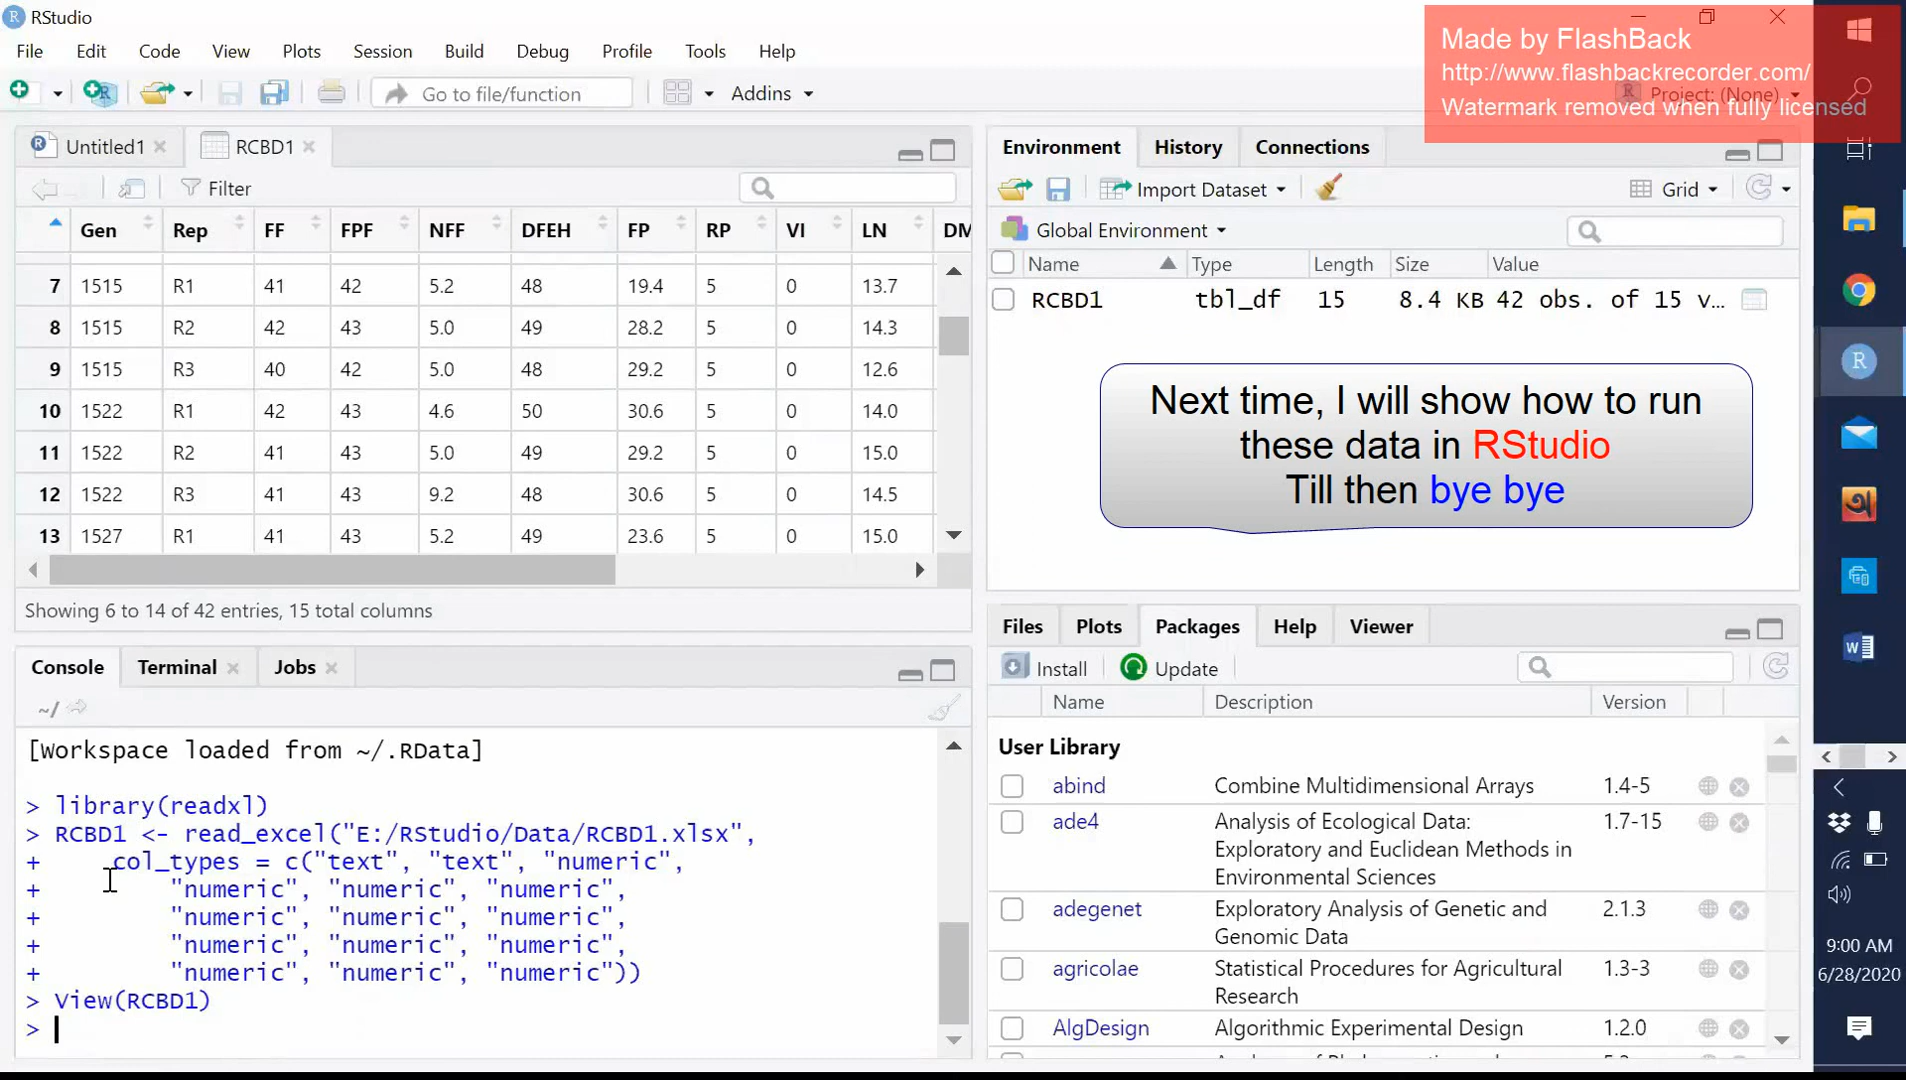 RStudio
File Edit Code View Plots Session Build Debug Profile Tools Help
Made by FlashBack
http://www.flashbackrecorder.com/
Watermark removed when fully licensed
Go to file/function Addins Project: (None)
Untitled1 RCBD1
Filter
Gen Rep FF FPF NFF DFEH FP RP VI LN DM
7 1515 R1 41 42 5.2 48 19.4 5 0 13.7
8 1515 R2 42 43 5.0 49 28.2 5 0 14.3
9 1515 R3 40 42 5.0 48 29.2 5 0 12.6
10 1522 R1 42 43 4.6 50 30.6 5 0 14.0
11 1522 R2 41 43 5.0 49 29.2 5 0 15.0
12 1522 R3 41 43 9.2 48 30.6 5 0 14.5
13 1527 R1 41 43 5.2 49 23.6 5 0 15.0
Showing 6 to 14 of 42 entries, 15 total columns
Environment History Connections
Import Dataset Grid
Global Environment
Name Type Length Size Value
RCBD1 tbl_df 15 8.4 KB 42 obs. of 15 v…
Next time, I will show how to run
these data in RStudio
Till then bye bye
Console Terminal Jobs
~/
[Workspace loaded from ~/.RData]
> library(readxl)
> RCBD1 <- read_excel("E:/RStudio/Data/RCBD1.xlsx",
+     col_types = c("text", "text", "numeric",
+         "numeric", "numeric", "numeric",
+         "numeric", "numeric", "numeric",
+         "numeric", "numeric", "numeric",
+         "numeric", "numeric", "numeric"))
> View(RCBD1)
>
Files Plots Packages Help Viewer
Install Update
Name Description Version
User Library
abind Combine Multidimensional Arrays 1.4-5
ade4 Analysis of Ecological Data: 1.7-15
Exploratory and Euclidean Methods in
Environmental Sciences
adegenet Exploratory Analysis of Genetic and 2.1.3
Genomic Data
agricolae Statistical Procedures for Agricultural 1.3-3
Research
AlgDesign Algorithmic Experimental Design 1.2.0
9:00 AM
6/28/2020